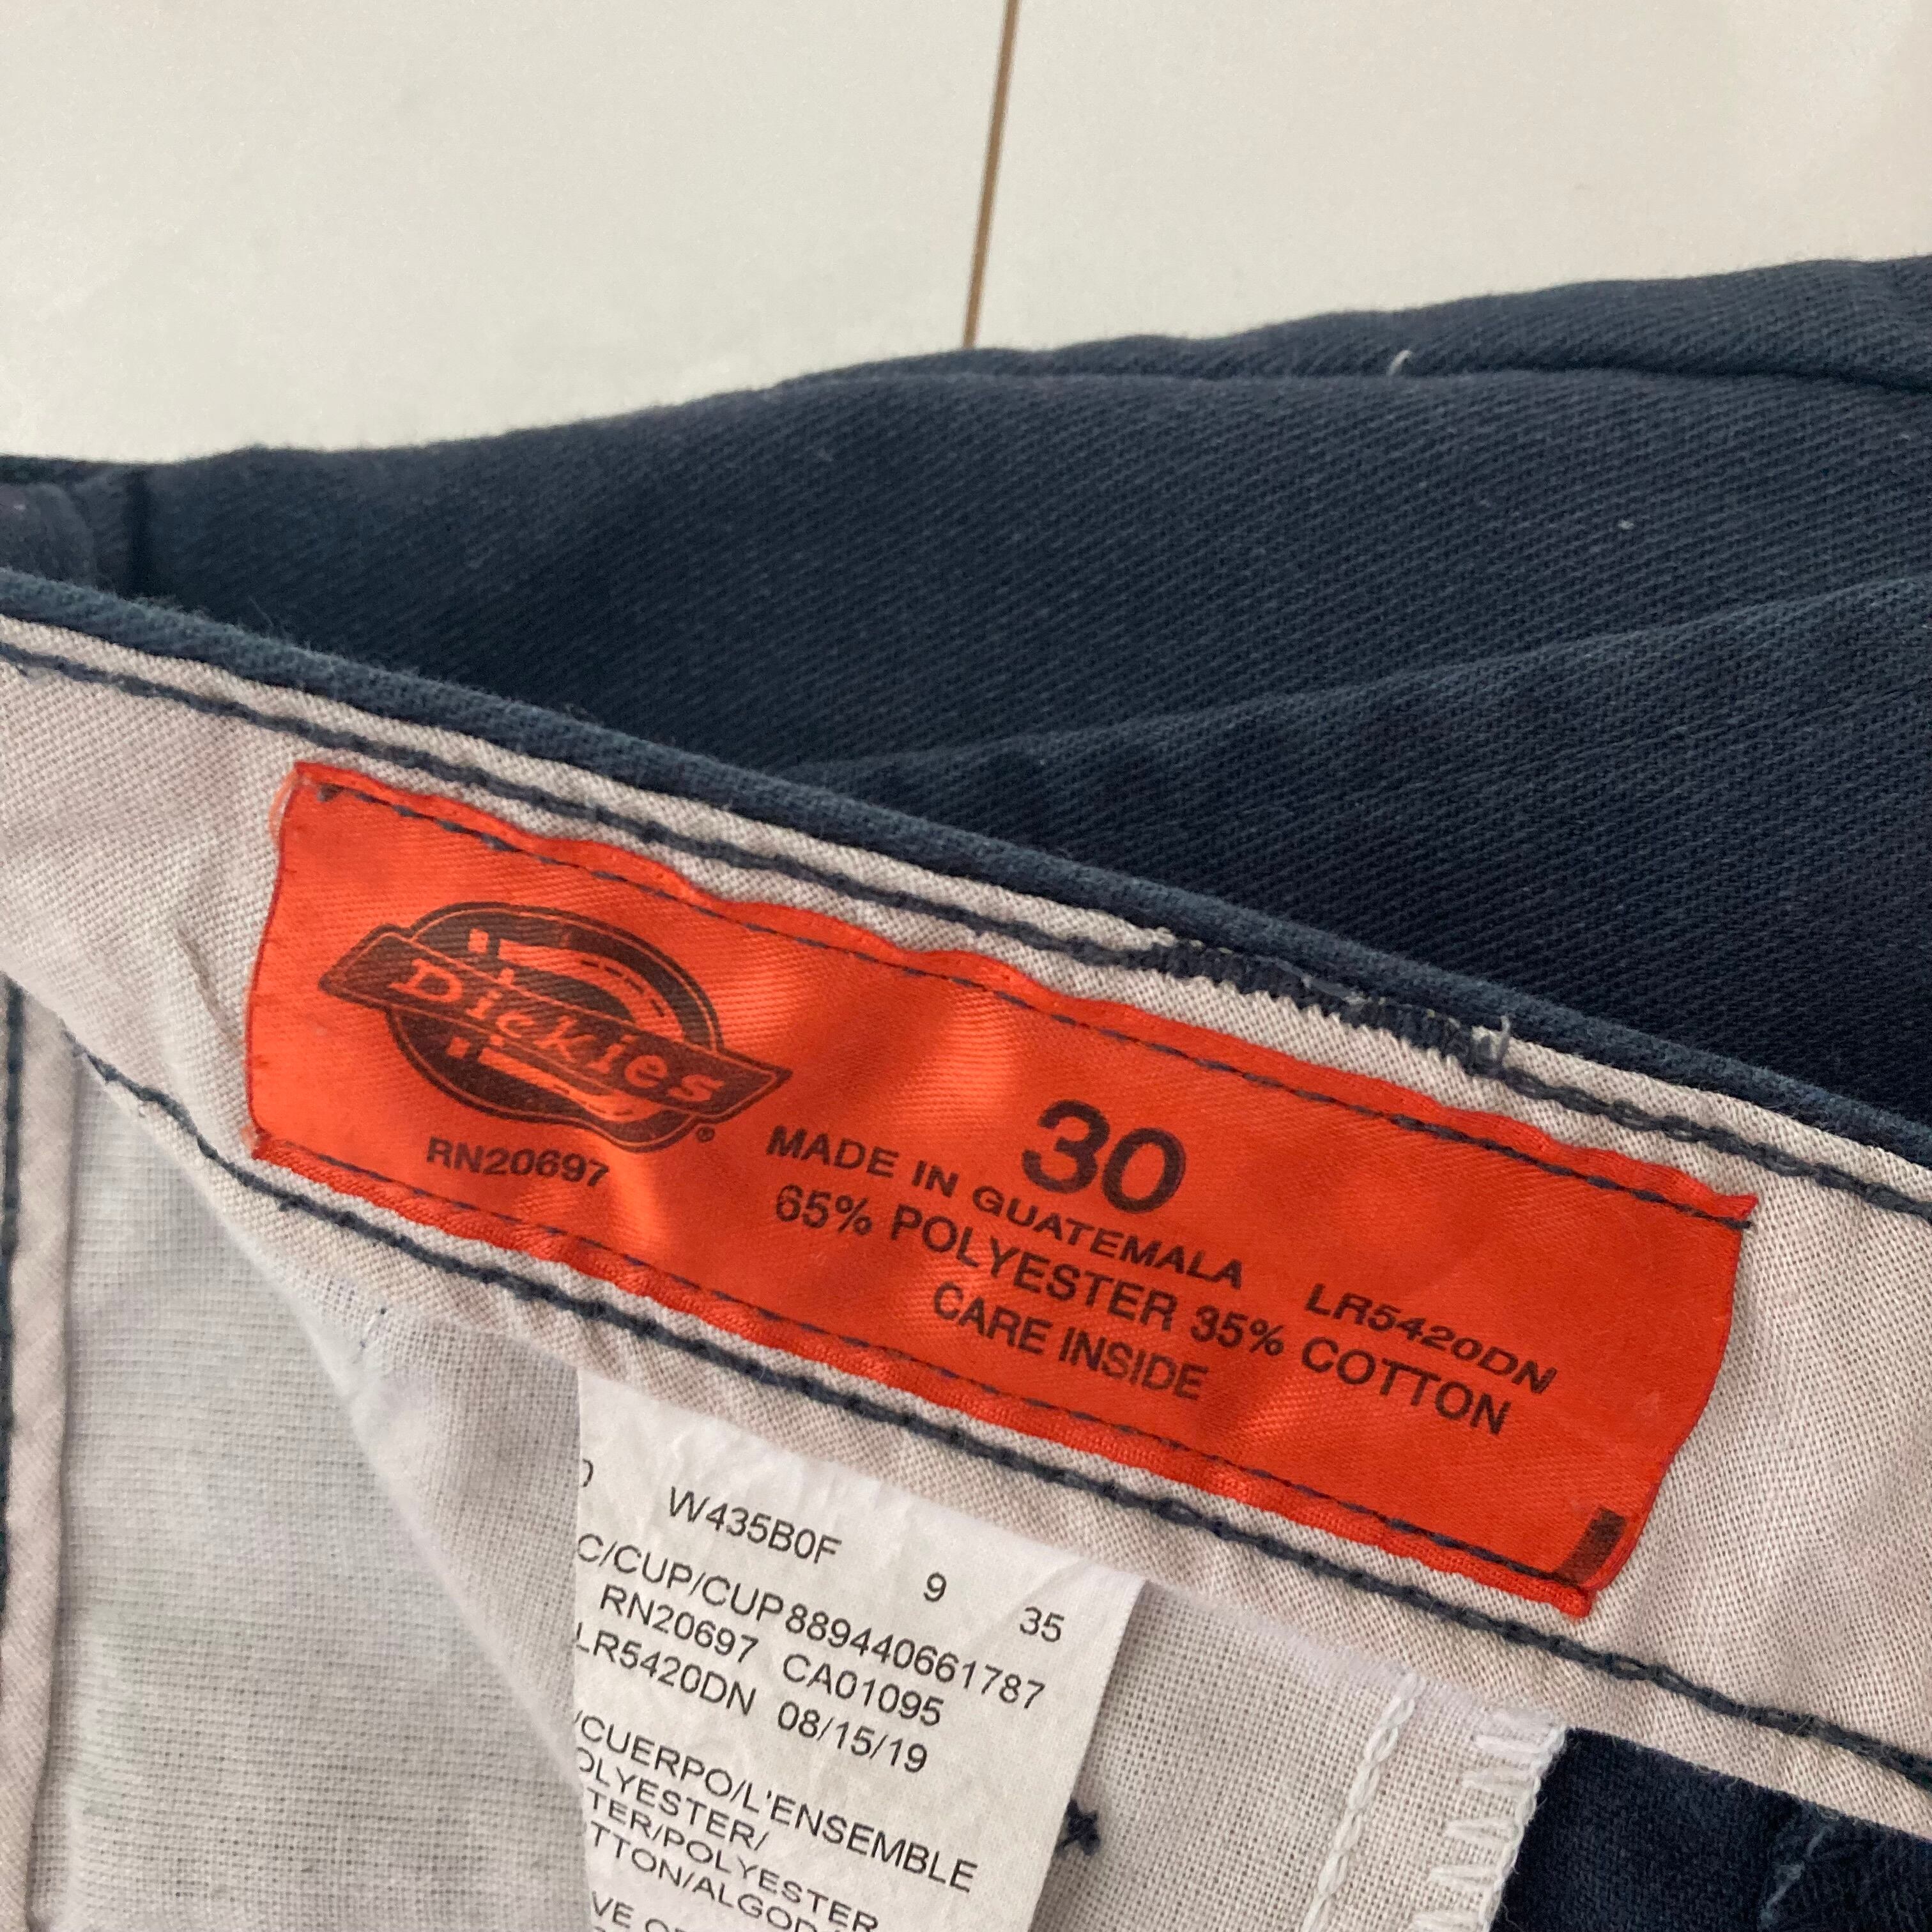 Dickies
RN20697
30
MADE IN GUATEMALA LR5420DN
65% POLYESTER 35% COTTON
CARE INSIDE
W435B0F 9 35
C/CUP/CUP 889440661787
RN20697 CA01095
LR5420DN 08/15/19
/CUERPO/L'ENSEMBLE
OLYESTER/
TER/POLYESTER
TTON/ALGOD